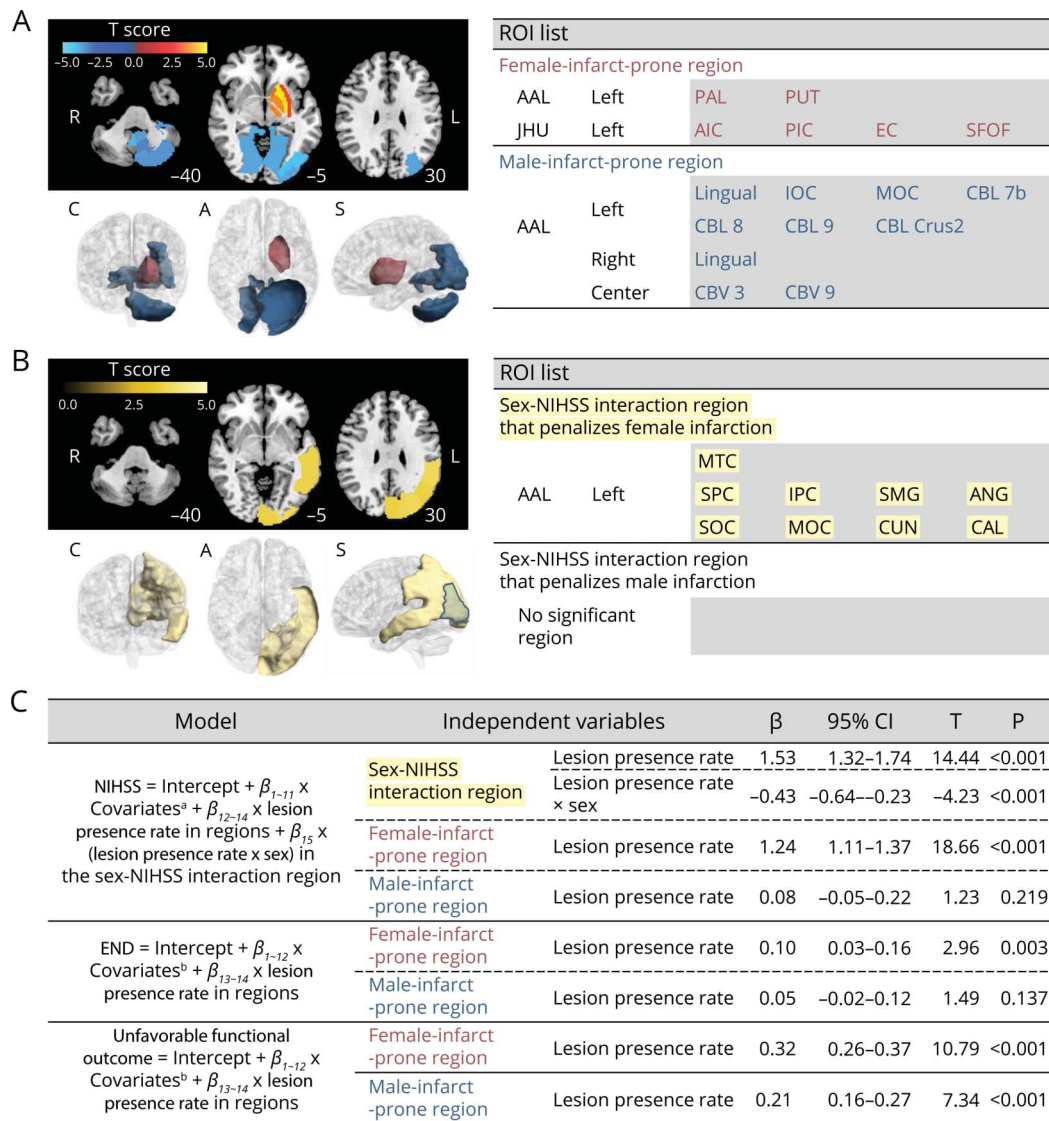 A
T score
−5.0 −2.5 0.0 2.5 5.0
R
L
−40
−5
30
C
A
S
ROI list
Female-infarct-prone region
AAL Left PAL PUT
JHU Left AIC PIC EC SFOF
Male-infarct-prone region
AAL
Left
Lingual IOC MOC CBL 7b
CBL 8 CBL 9 CBL Crus2
Right Lingual
Center CBV 3 CBV 9
B
T score
0.0 2.5 5.0
R
L
−40
−5
30
C
A
S
ROI list
Sex-NIHSS interaction region
that penalizes female infarction
AAL Left
MTC
SPC IPC SMG ANG
SOC MOC CUN CAL
Sex-NIHSS interaction region
that penalizes male infarction
No significant
region
C
Model Independent variables β 95% CI T P
NIHSS = Intercept + β1~11 x
Covariatesa + β12~14 x lesion
presence rate in regions + β15 x
(lesion presence rate x sex) in
the sex-NIHSS interaction region
Sex-NIHSS
interaction region
Lesion presence rate 1.53 1.32–1.74 14.44 <0.001
Lesion presence rate
× sex
−0.43 −0.64–−0.23 −4.23 <0.001
Female-infarct
-prone region
Lesion presence rate 1.24 1.11–1.37 18.66 <0.001
Male-infarct
-prone region
Lesion presence rate 0.08 −0.05–0.22 1.23 0.219
END = Intercept + β1~12 x
Covariatesb + β13~14 x lesion
presence rate in regions
Female-infarct
-prone region
Lesion presence rate 0.10 0.03–0.16 2.96 0.003
Male-infarct
-prone region
Lesion presence rate 0.05 −0.02–0.12 1.49 0.137
Unfavorable functional
outcome = Intercept + β1~12 x
Covariatesb + β13~14 x lesion
presence rate in regions
Female-infarct
-prone region
Lesion presence rate 0.32 0.26–0.37 10.79 <0.001
Male-infarct
-prone region
Lesion presence rate 0.21 0.16–0.27 7.34 <0.001